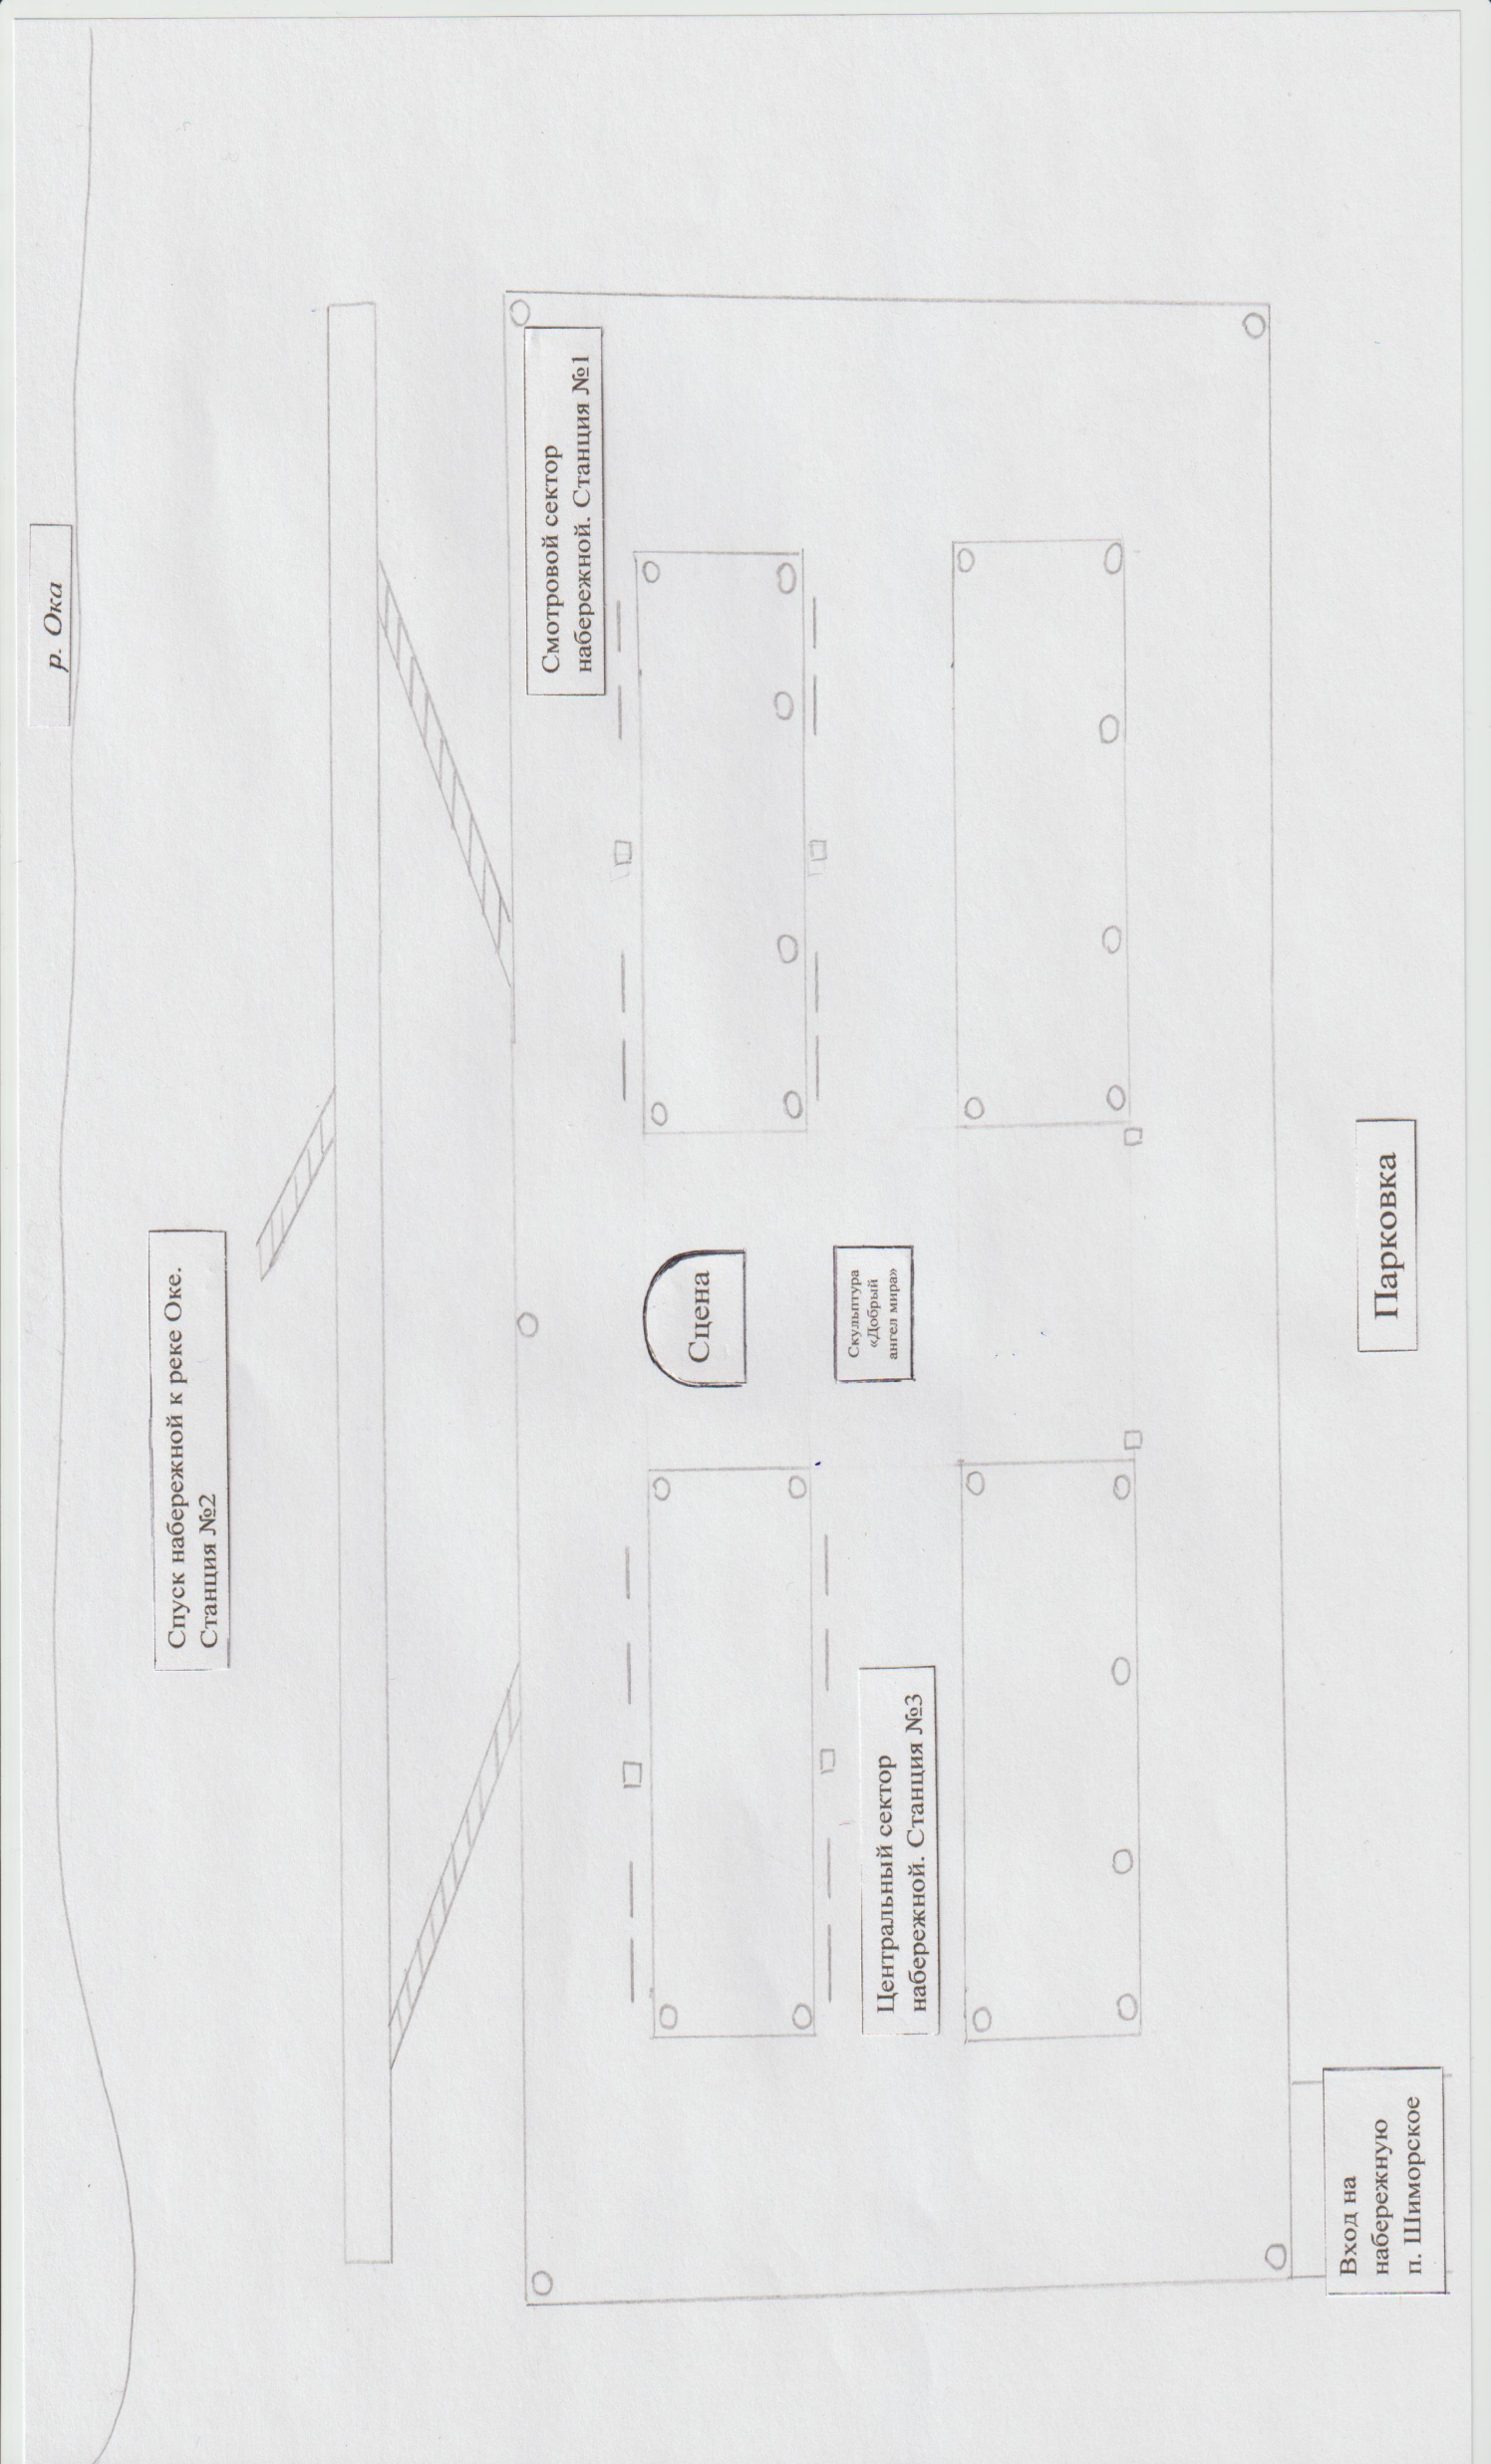 р. Ока
Спуск набережной к реке Оке.
Станция №2
Смотровой сектор
набережной. Станция №1
Сцена
Скульптура
«Добрый
ангел мира»
Центральный сектор
набережной. Станция №3
Парковка
Вход на
набережную
п. Шиморское